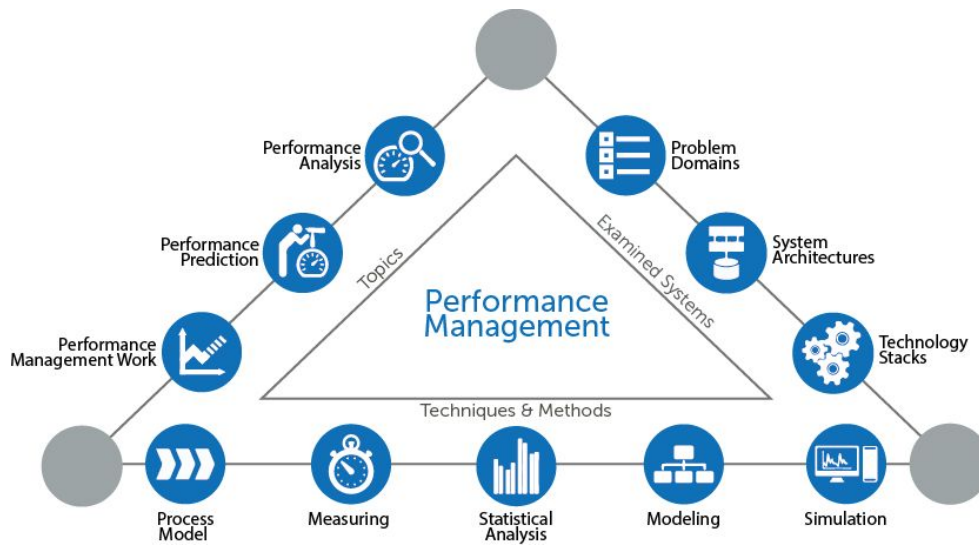 Performance
Analysis
Problem
Domains
Performance
Prediction
System
Architectures
Topics
Examined Systems
Performance
Management
Performance
Management Work
Technology
Stacks
Techniques & Methods
Process
Model
Measuring
Statistical
Analysis
Modeling
Simulation